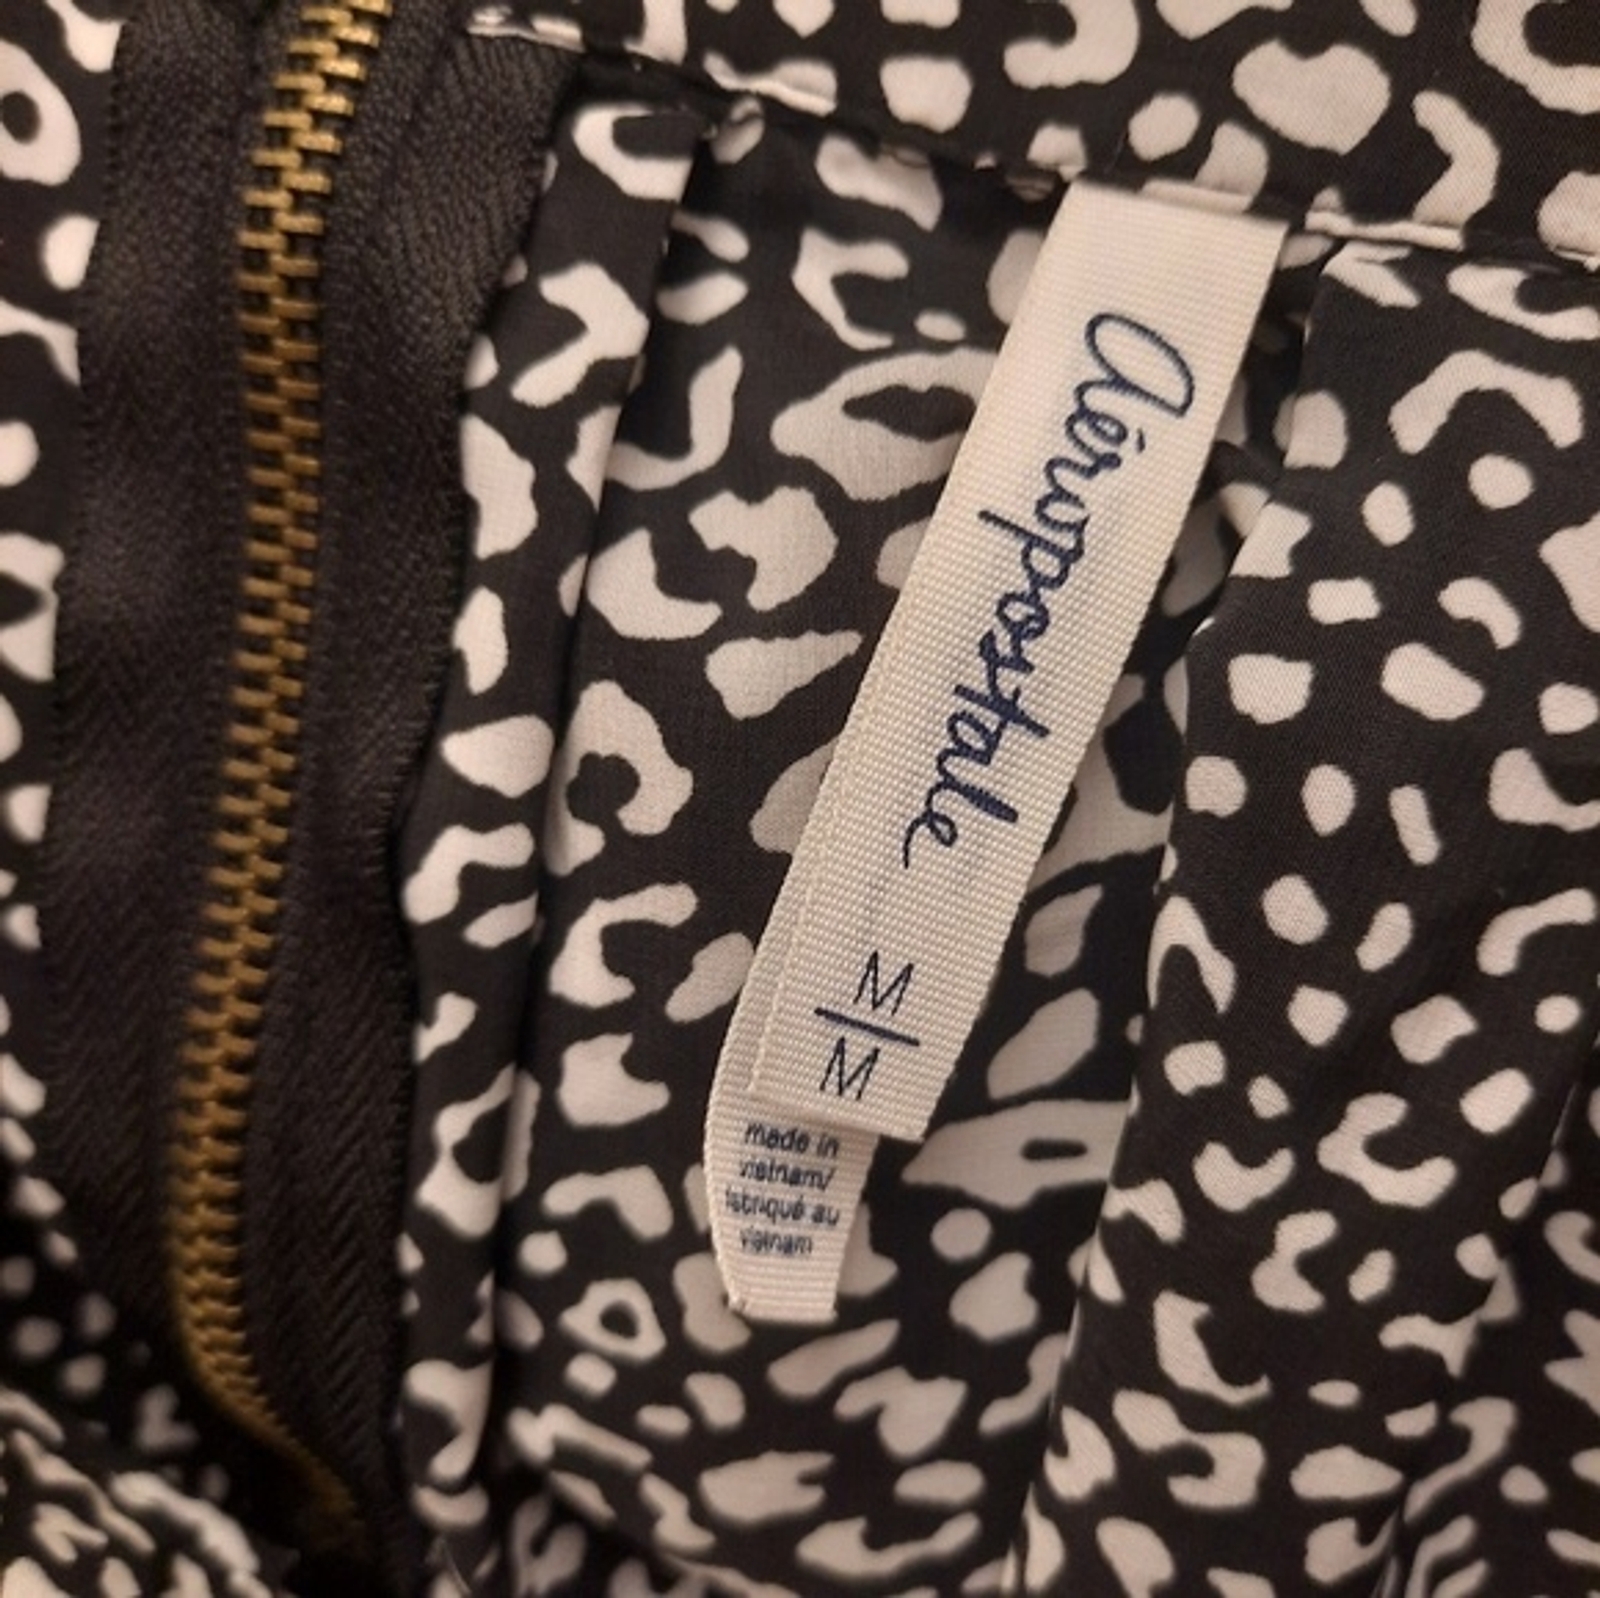 aéropostale
M
M
made in
vietnam/
fabriqué au
vietnam